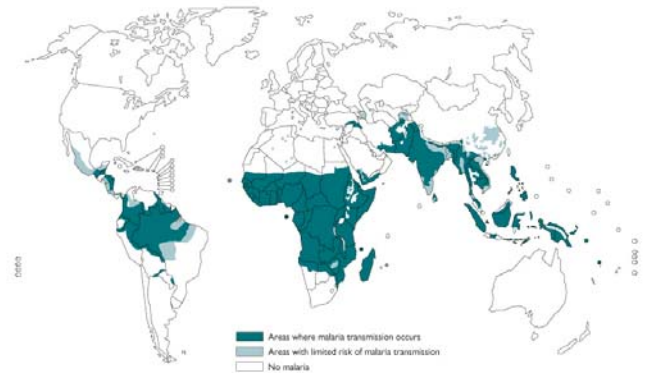 Areas where malaria transmission occurs
Areas with limited risk of malaria transmission
No malaria